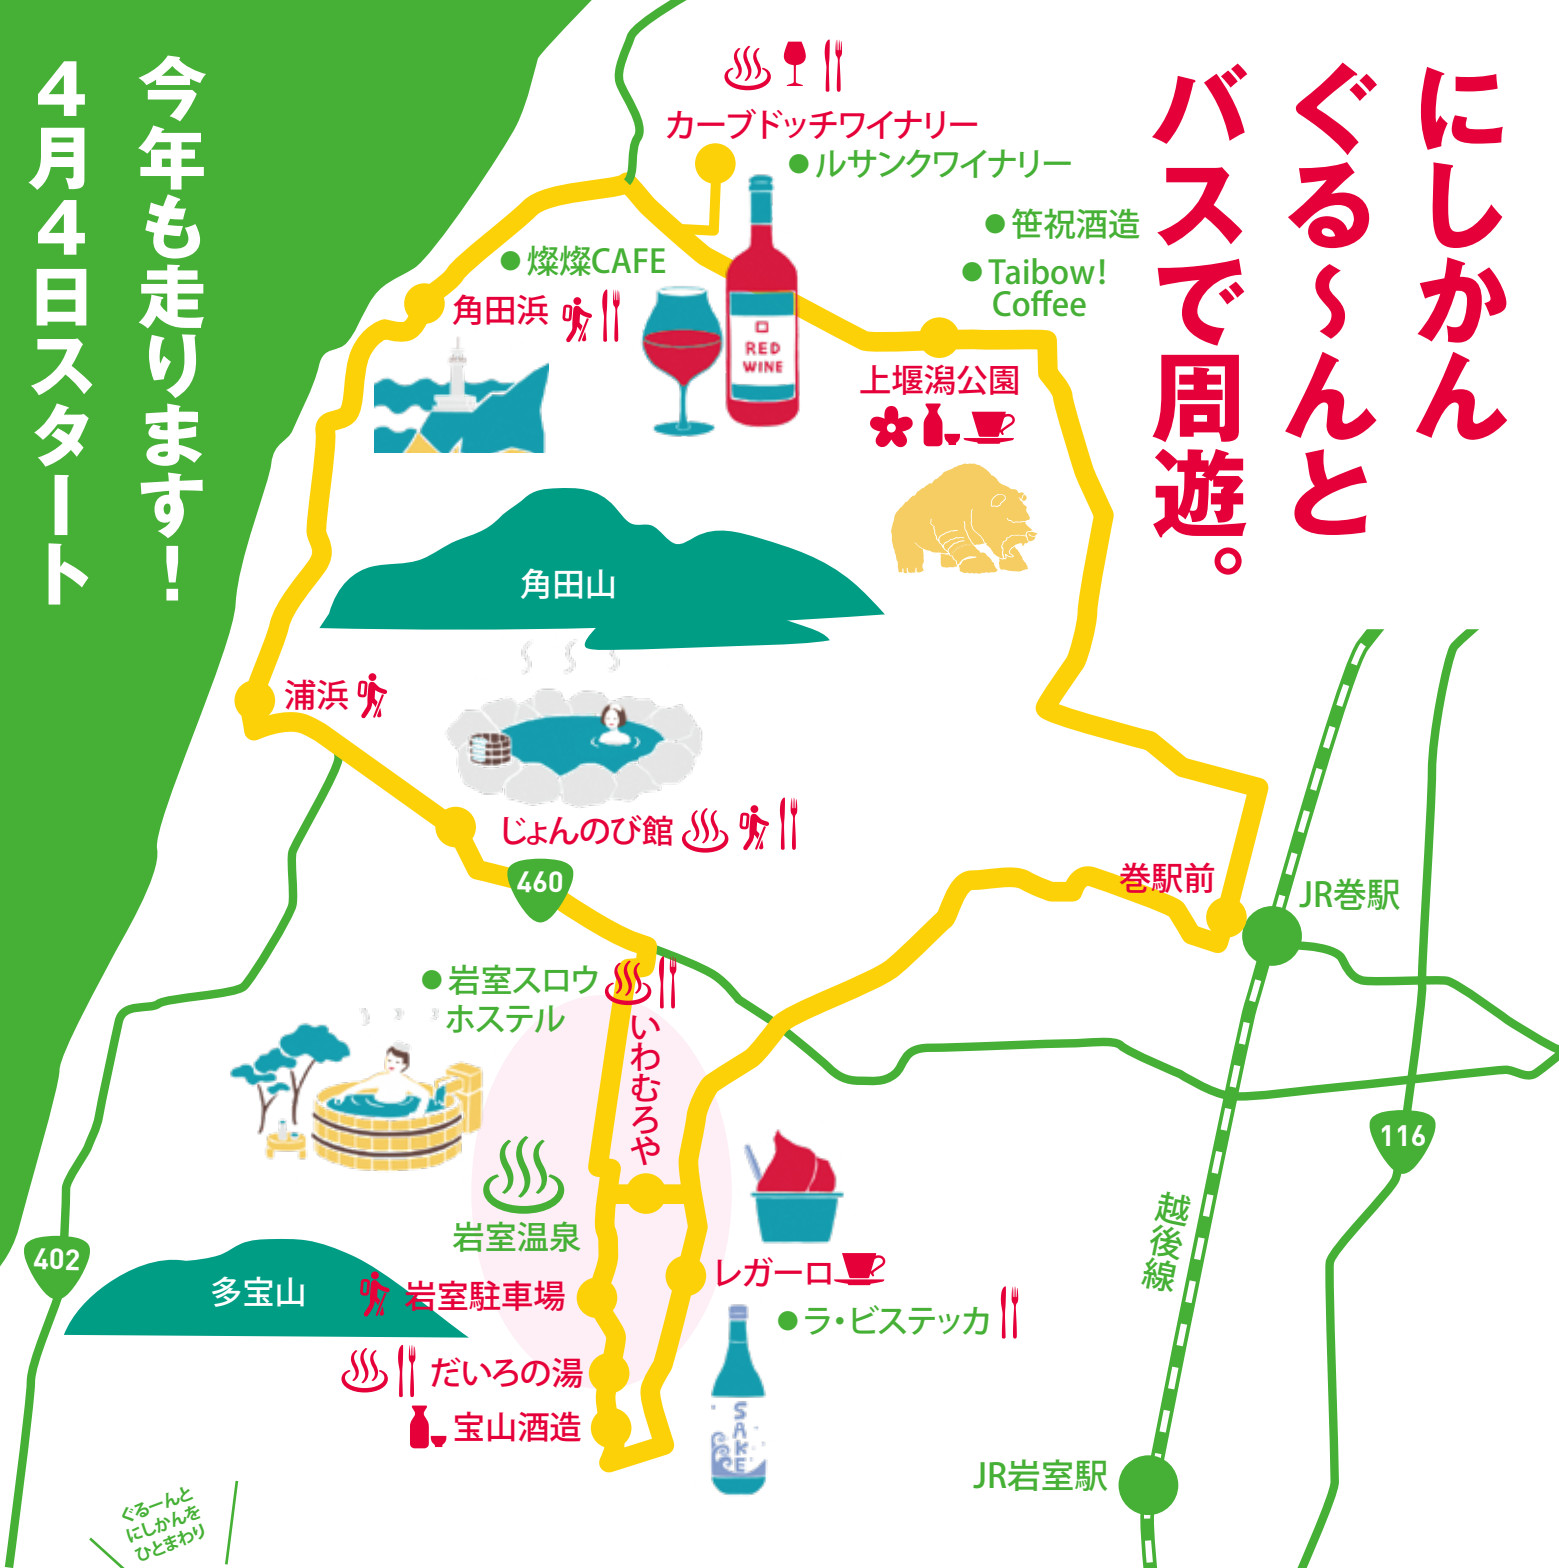 にしかん
ぐる〜んと
バスで周遊。
今年も走ります！
4月4日スタート
カーブドッチワイナリー
ルサンクワイナリー
笹祝酒造
Taibow!
Coffee
燦燦CAFE
角田浜
RED
WINE
上堰潟公園
角田山
浦浜
じょんのび館
460
巻駅前
JR巻駅
岩室スロウ
ホステル
いわむろや
116
岩室温泉
越後線
402
多宝山
岩室駐車場
レガーロ
ラ・ビステッカ
だいろの湯
宝山酒造
SAKE
JR岩室駅
ぐるーんと
にしかんを
ひとまわり